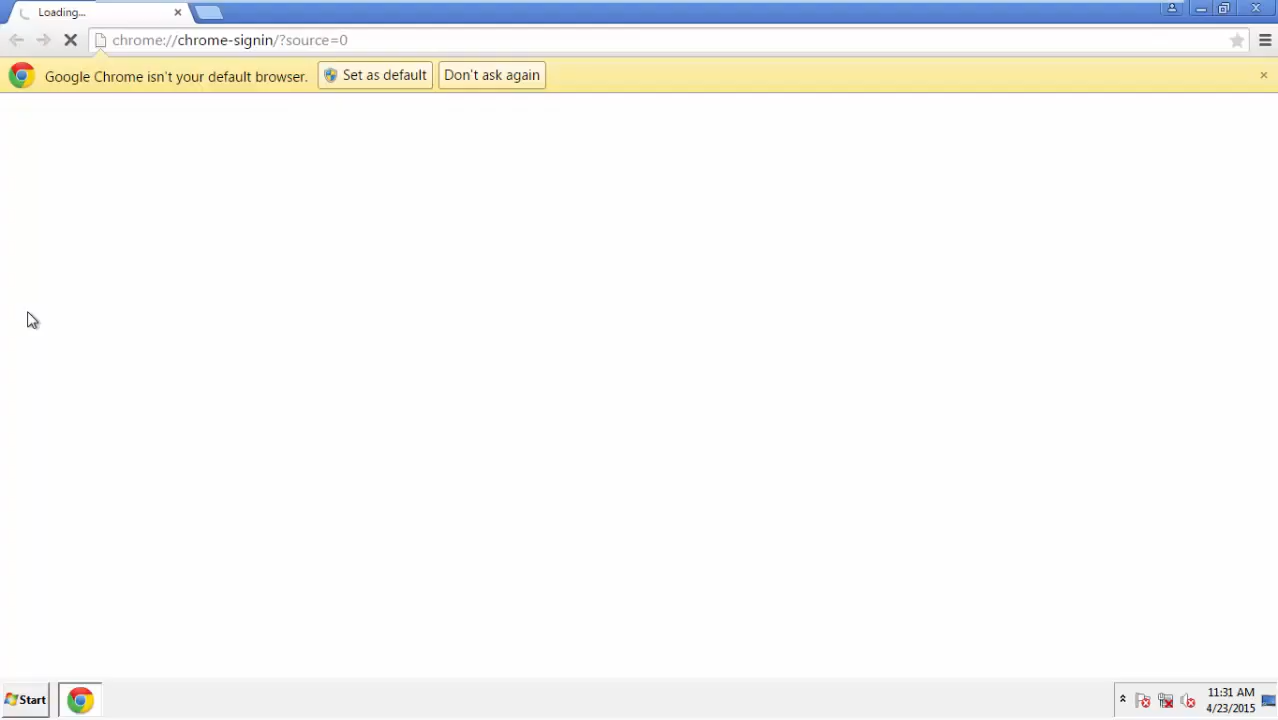 Loading...
chrome://chrome-signin/?source=0
Google Chrome isn't your default browser. Set as default Don't ask again
Start
11:31 AM
4/23/2015